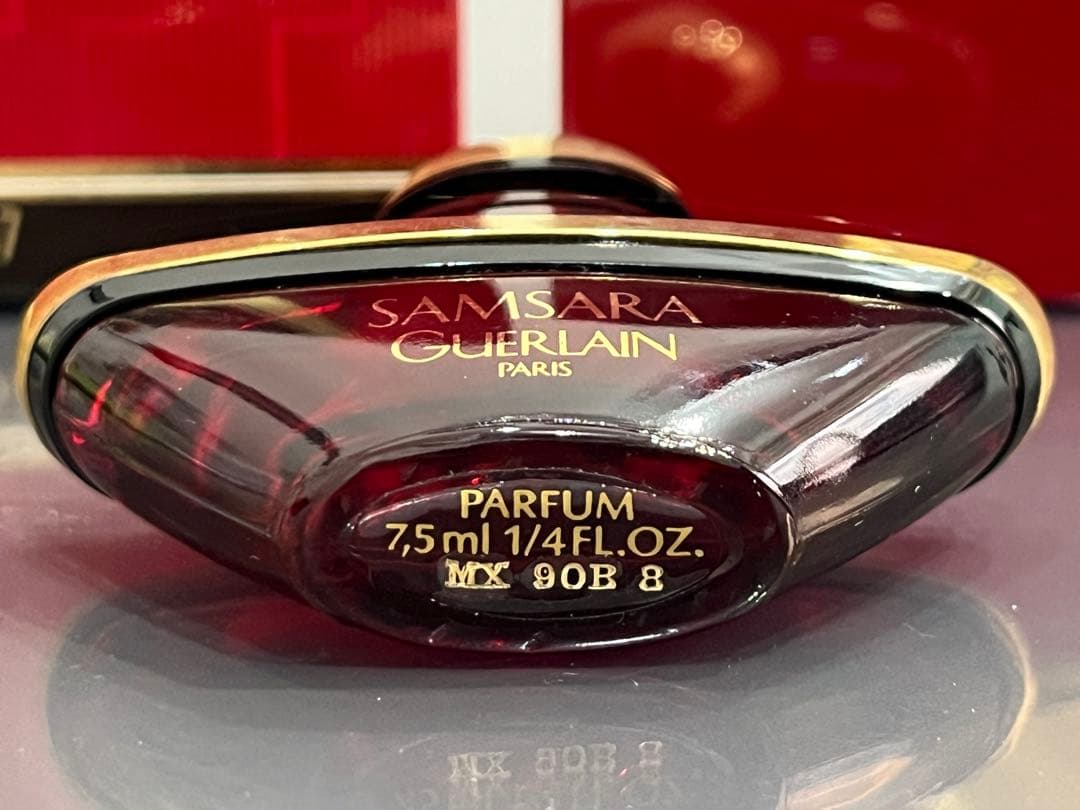 SAMSARA
GUERLAIN
PARIS
PARFUM
7,5 ml 1/4 FL.OZ.
MX 90B 8